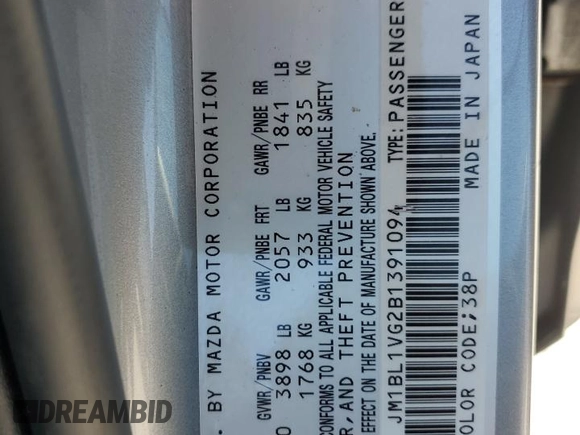 . BY MAZDA MOTOR CORPORATION
GVWR/PNBV GAWR/PNBE FRT GAWR/PNBE RR
3898 LB 2057 LB 1841 LB
1768 KG 933 KG 835 KG
CONFORMS TO ALL APPLICABLE FEDERAL MOTOR VEHICLE SAFETY
R,AND THEFT PREVENTION
EFFECT ON THE DATE OF MANUFACTURE SHOWN ABOVE.
JM1BL1VG2B1391094 TYPE:PASSENGER
OLOR CODE;38P MADE IN JAPAN
DREAMBID